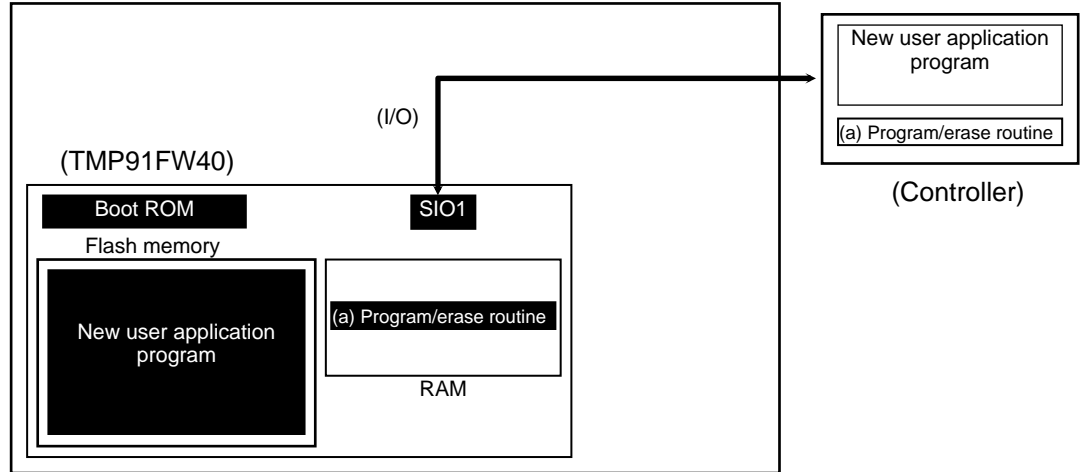 New user application
program
(I/O)
(a) Program/erase routine
(TMP91FW40)
(Controller)
Boot ROM
SIO1
Flash memory
(a) Program/erase routine
New user application
program
RAM